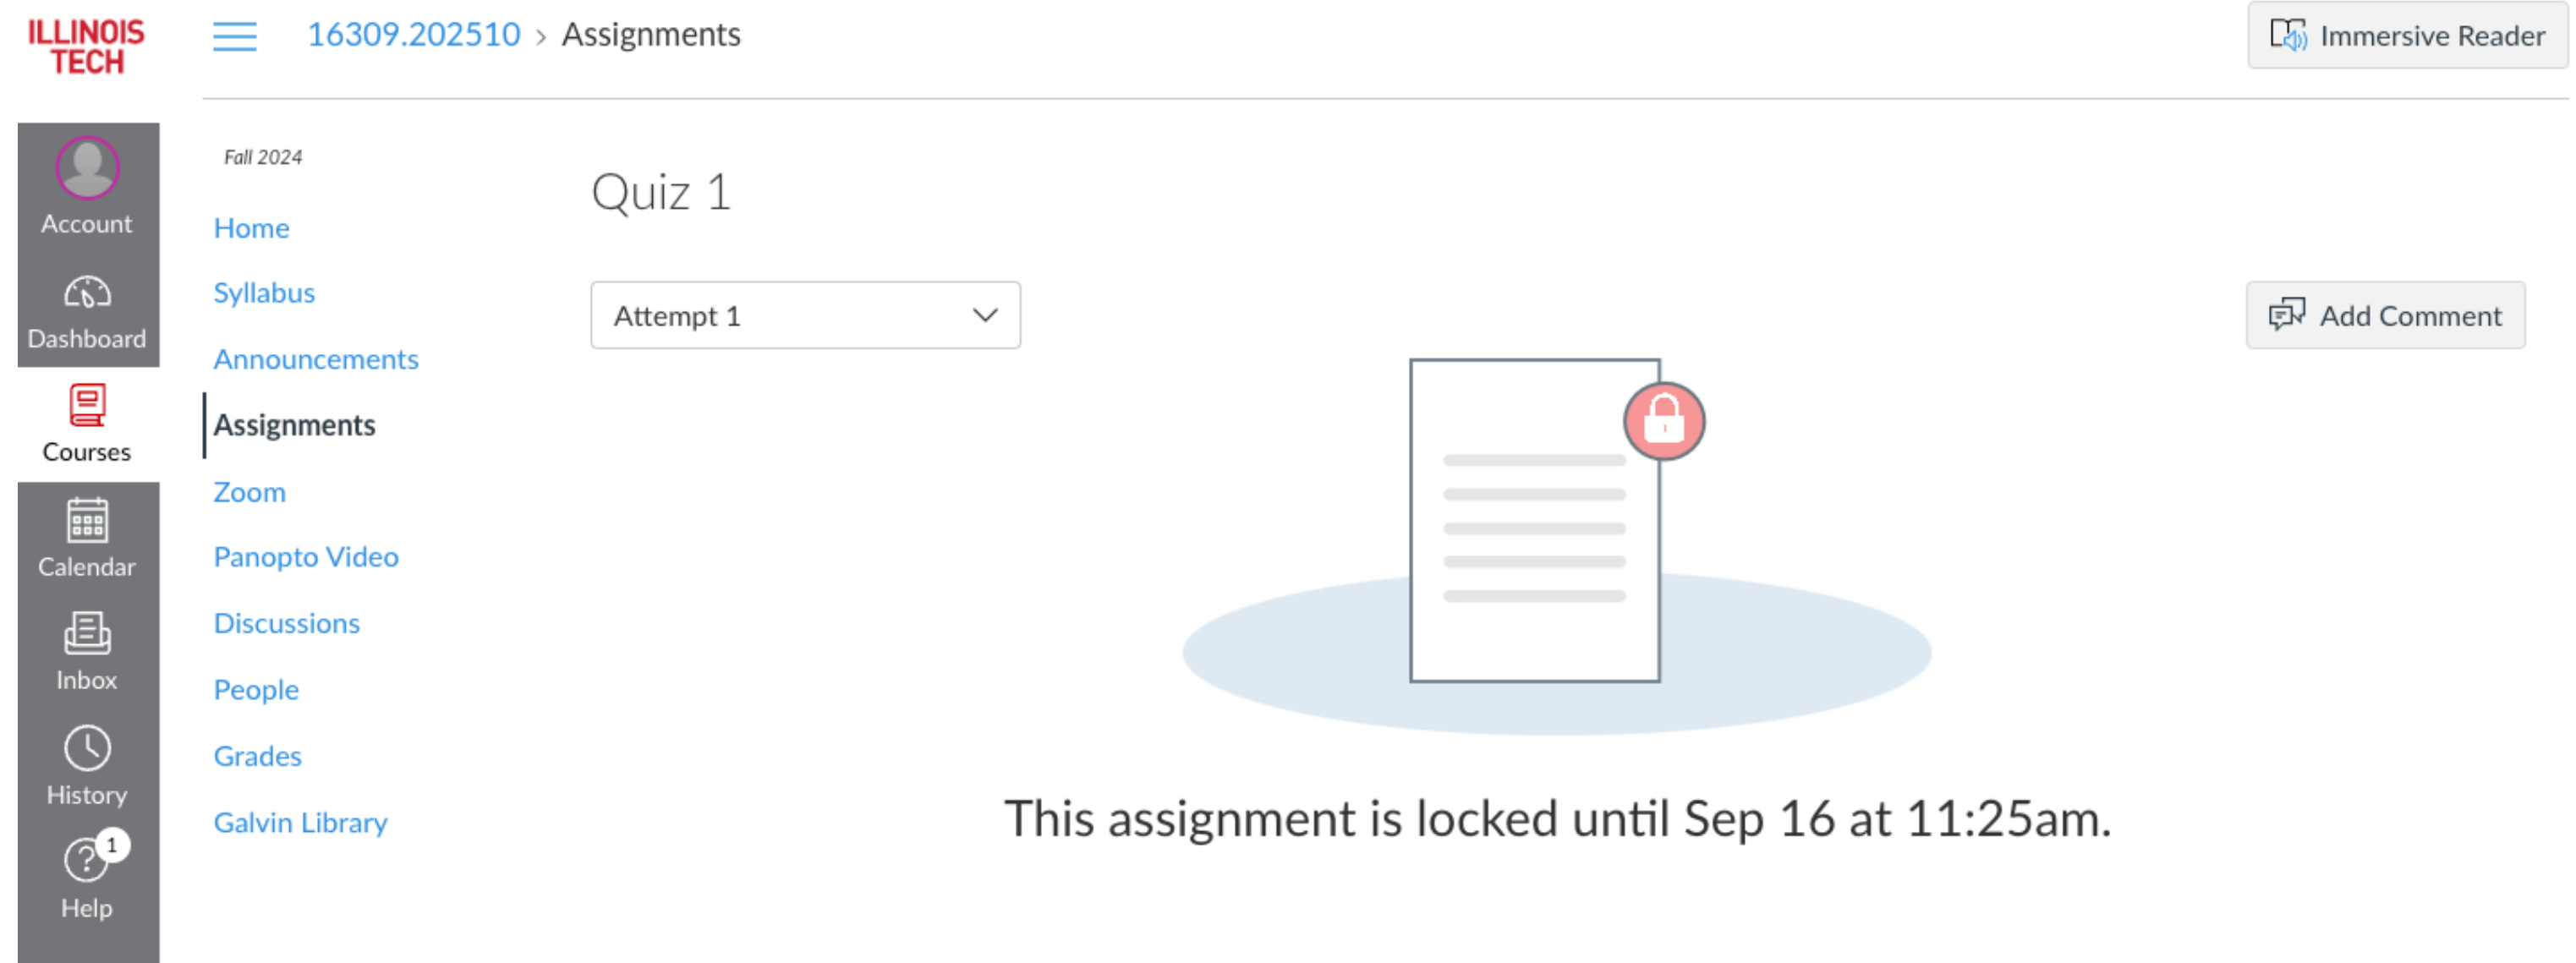 ILLINOIS
TECH
16309.202510 › Assignments
Immersive Reader
Account
Dashboard
Courses
Calendar
Inbox
History
1
Help
Fall 2024
Home
Syllabus
Announcements
Assignments
Zoom
Panopto Video
Discussions
People
Grades
Galvin Library
Quiz 1
Attempt 1
Add Comment
This assignment is locked until Sep 16 at 11:25am.